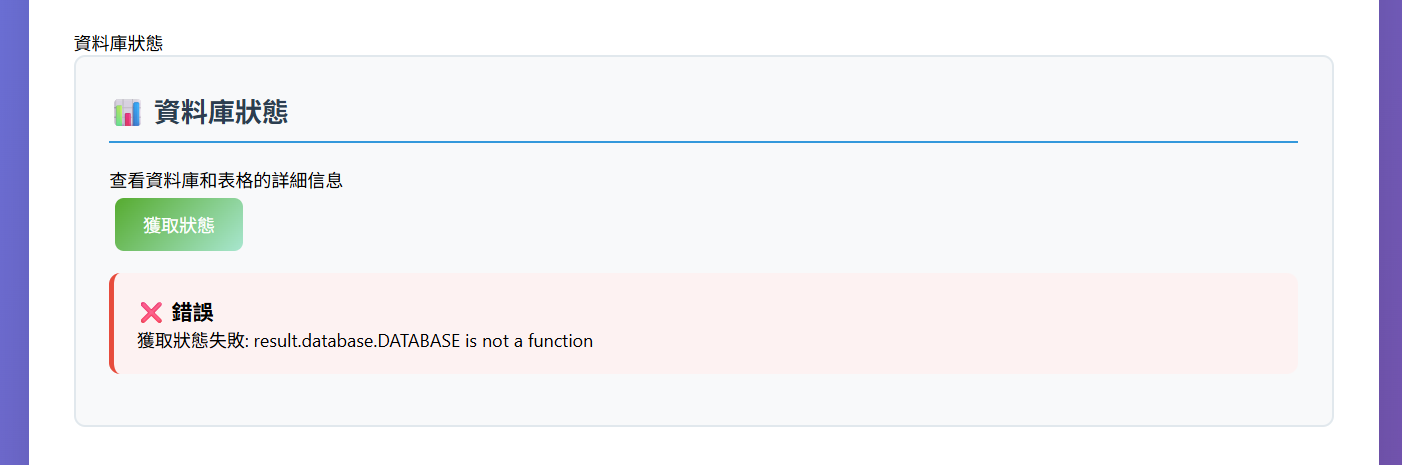 資料庫狀態
📊 資料庫狀態
查看資料庫和表格的詳細信息
獲取狀態
❌ 錯誤
獲取狀態失敗: result.database.DATABASE is not a function